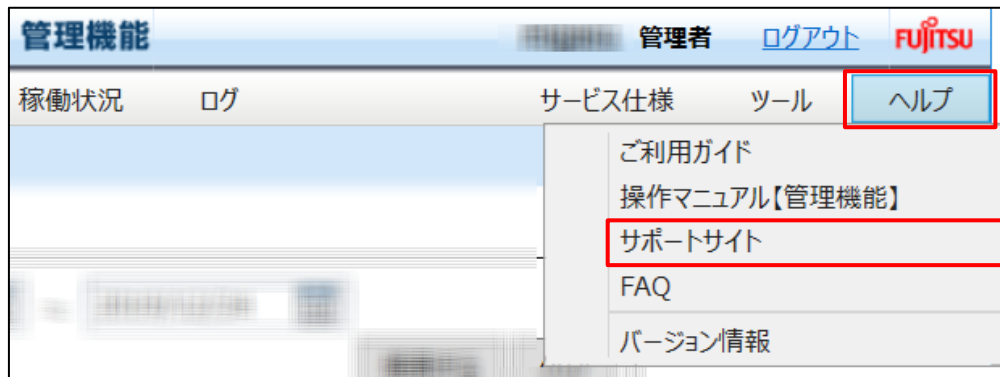 管理機能 管理者 ログアウト FUJITSU
稼働状況 ログ サービス仕様 ツール ヘルプ
ご利用ガイド
操作マニュアル【管理機能】
サポートサイト
FAQ
~
バージョン情報